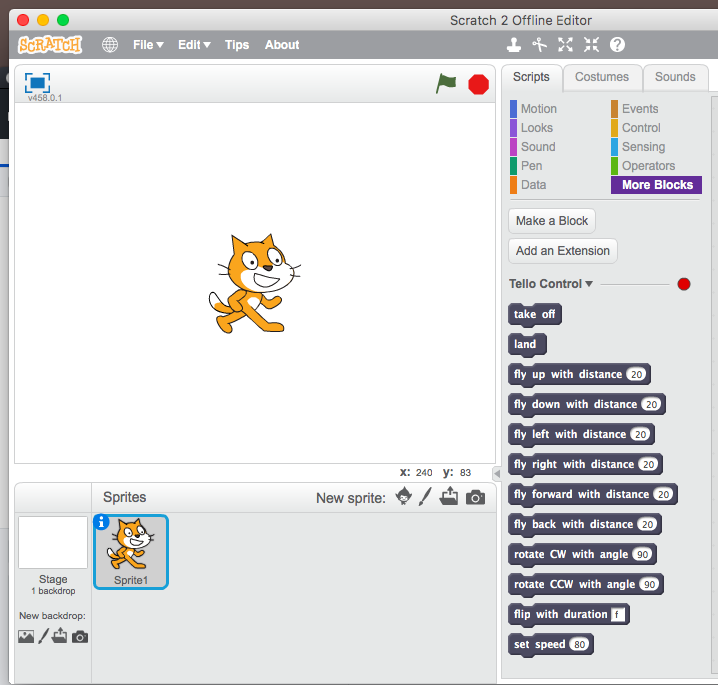 Scratch 2 Offline Editor
SCRATCH File Edit Tips About
v458.0.1
Scripts Costumes Sounds
Motion Events
Looks Control
Sound Sensing
Pen Operators
Data More Blocks
Make a Block
Add an Extension
Tello Control
take off
land
fly up with distance 20
fly down with distance 20
fly left with distance 20
fly right with distance 20
fly forward with distance 20
fly back with distance 20
rotate CW with angle 90
rotate CCW with angle 90
flip with duration f
set speed 80
x: 240 y: 83
Sprites New sprite:
Stage
1 backdrop
New backdrop:
Sprite1